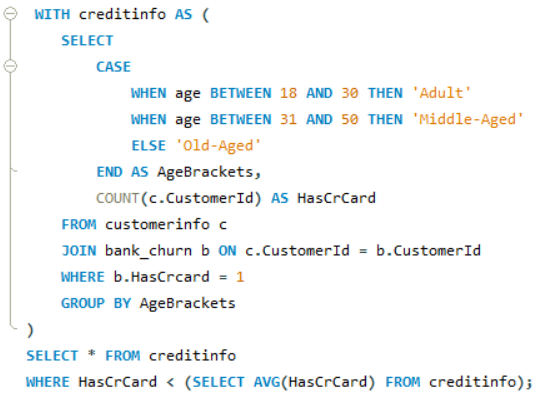 WITH creditinfo AS (
SELECT
CASE
WHEN age BETWEEN 18 AND 30 THEN 'Adult'
WHEN age BETWEEN 31 AND 50 THEN 'Middle-Aged'
ELSE 'Old-Aged'
END AS AgeBrackets,
COUNT(c.CustomerId) AS HasCrCard
FROM customerinfo c
JOIN bank_churn b ON c.CustomerId = b.CustomerId
WHERE b.HasCrcard = 1
GROUP BY AgeBrackets
)
SELECT * FROM creditinfo
WHERE HasCrCard < (SELECT AVG(HasCrCard) FROM creditinfo);